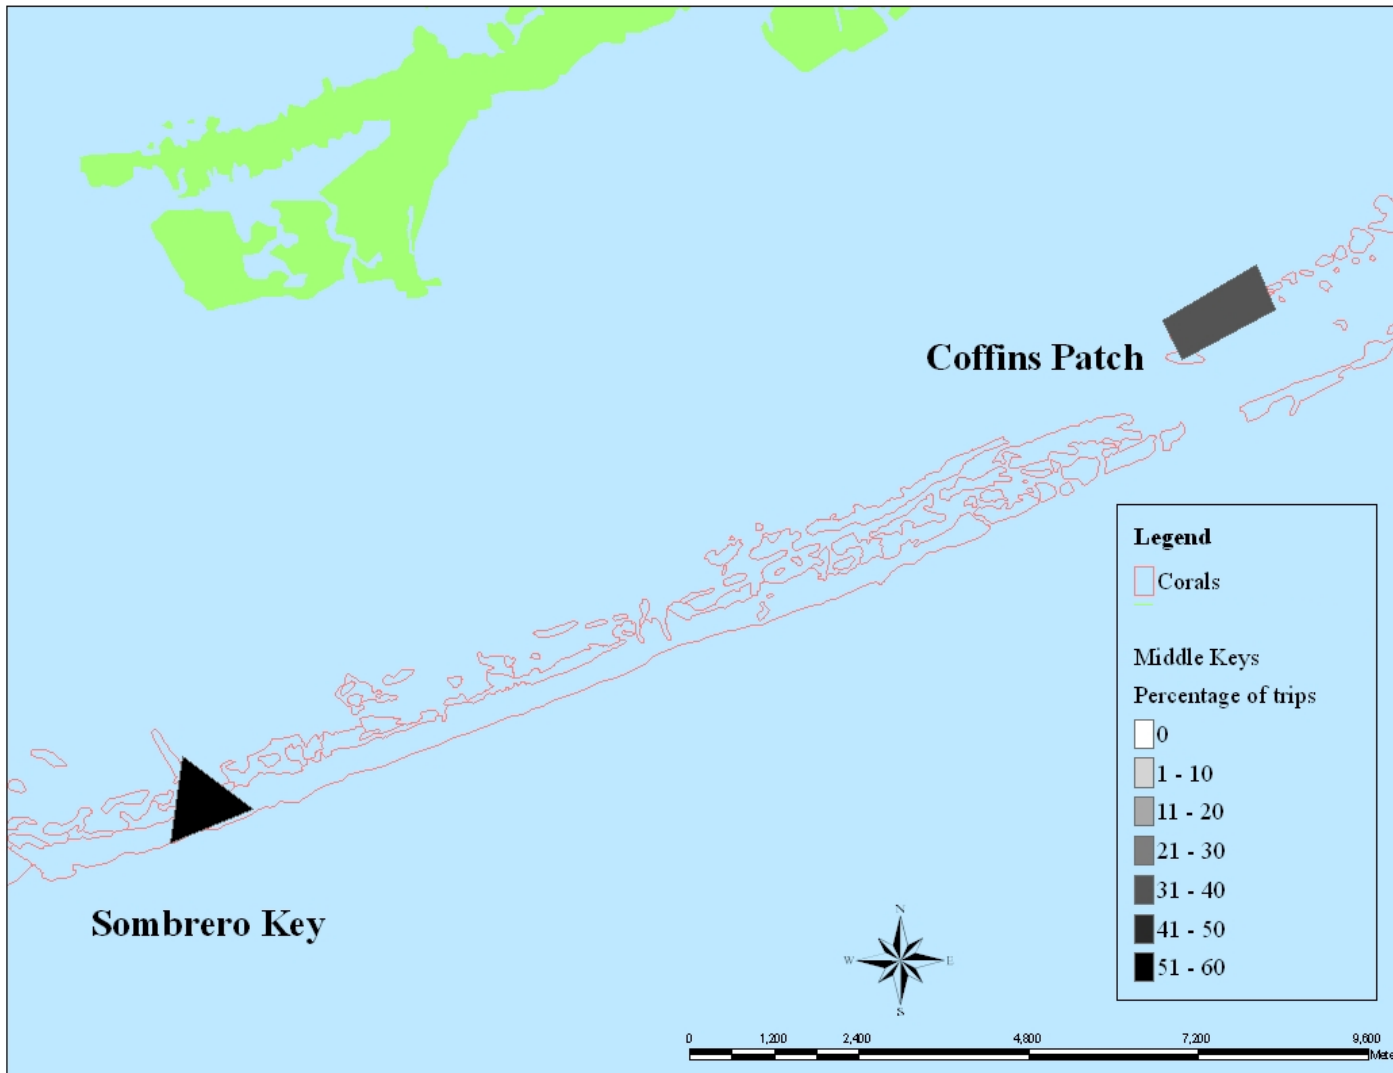 Coffins Patch
Legend
Corals
Middle Keys
Percentage of trips
0
1 - 10
11 - 20
21 - 30
31 - 40
41 - 50
51 - 60
Sombrero Key
N
W E
S
0 1,200 2,400 4,800 7,200 9,600
Mete